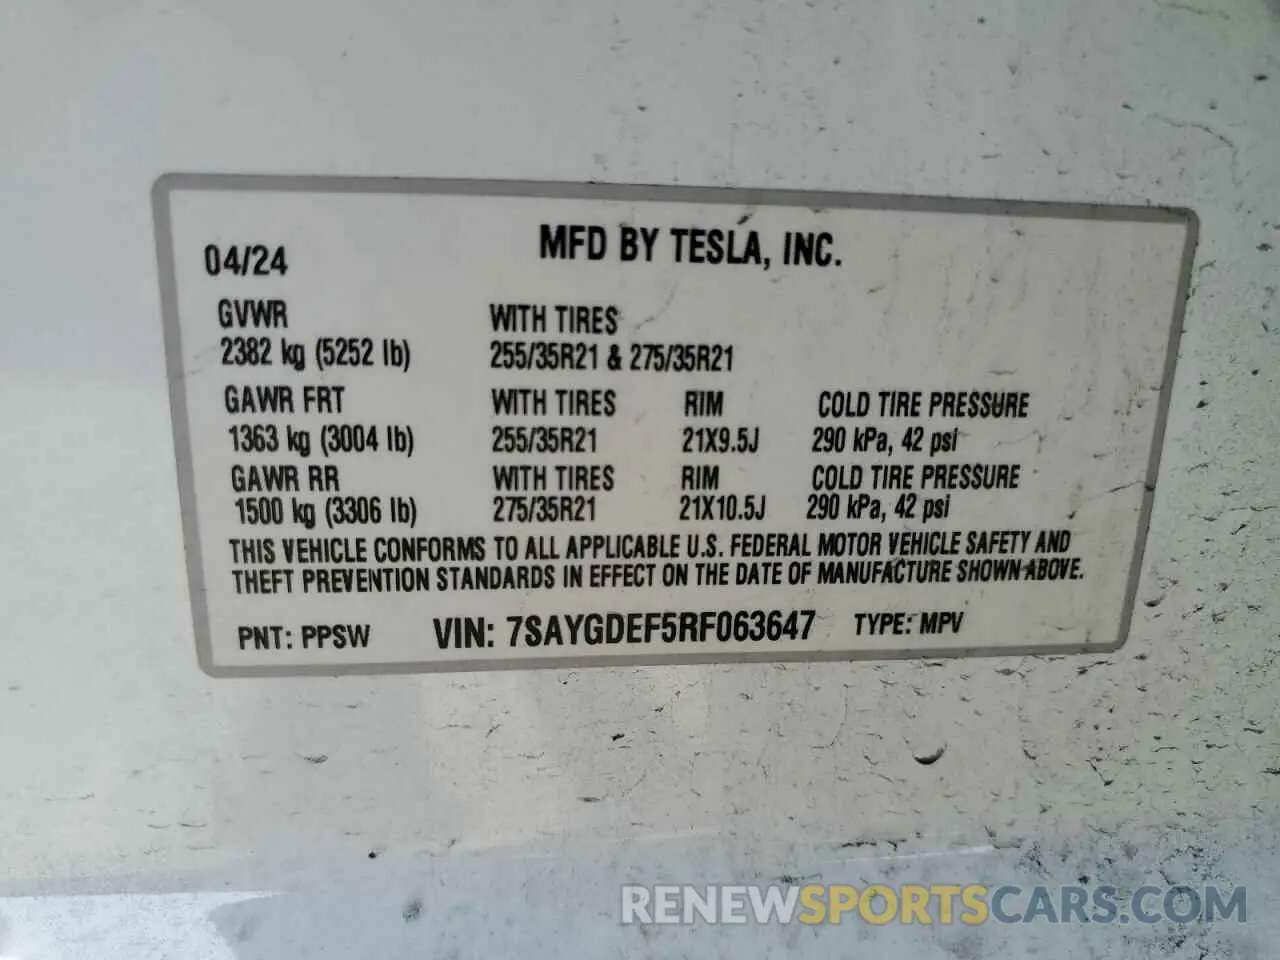 04/24 MFD BY TESLA, INC.
GVWR WITH TIRES
2382 kg (5252 lb) 255/35R21 & 275/35R21
GAWR FRT WITH TIRES RIM COLD TIRE PRESSURE
1363 kg (3004 lb) 255/35R21 21X9.5J 290 kPa, 42 psi
GAWR RR WITH TIRES RIM COLD TIRE PRESSURE
1500 kg (3306 lb) 275/35R21 21X10.5J 290 kPa, 42 psi
THIS VEHICLE CONFORMS TO ALL APPLICABLE U.S. FEDERAL MOTOR VEHICLE SAFETY AND
THEFT PREVENTION STANDARDS IN EFFECT ON THE DATE OF MANUFACTURE SHOWN ABOVE.
PNT: PPSW VIN: 7SAYGDEF5RF063647 TYPE: MPV
RENEWSPORTSCARS.COM